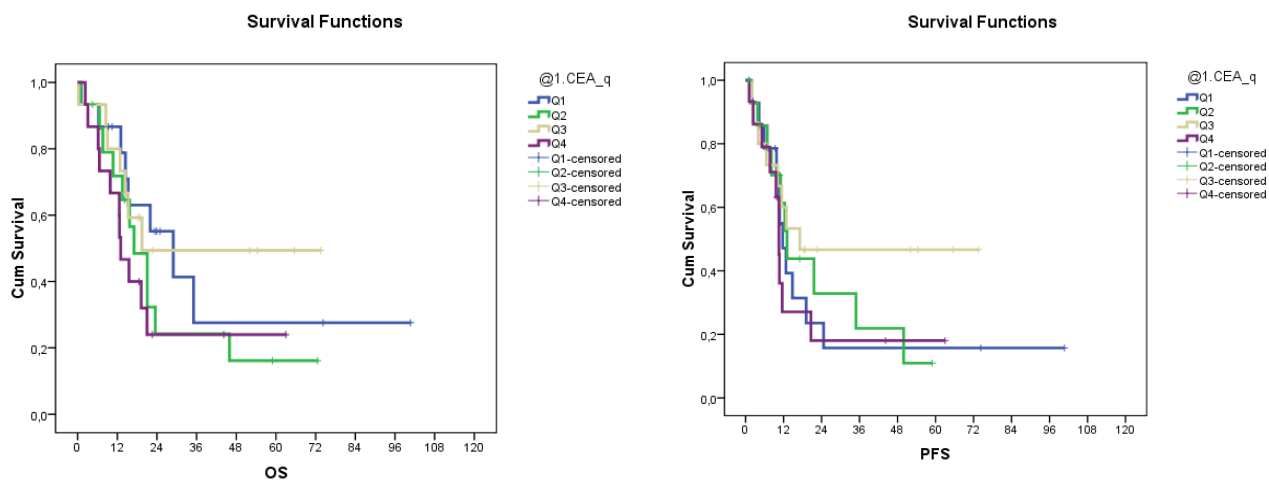 Survival Functions
@1.CEA_q
Q1
Q2
Q3
Q4
Q1-censored
Q2-censored
Q3-censored
Q4-censored
Cum Survival
1,0
0,8
0,6
0,4
0,2
0,0
0 12 24 36 48 60 72 84 96 108 120
OS
Survival Functions
@1.CEA_q
Q1
Q2
Q3
Q4
Q1-censored
Q2-censored
Q3-censored
Q4-censored
Cum Survival
1,0
0,8
0,6
0,4
0,2
0,0
0 12 24 36 48 60 72 84 96 108 120
PFS